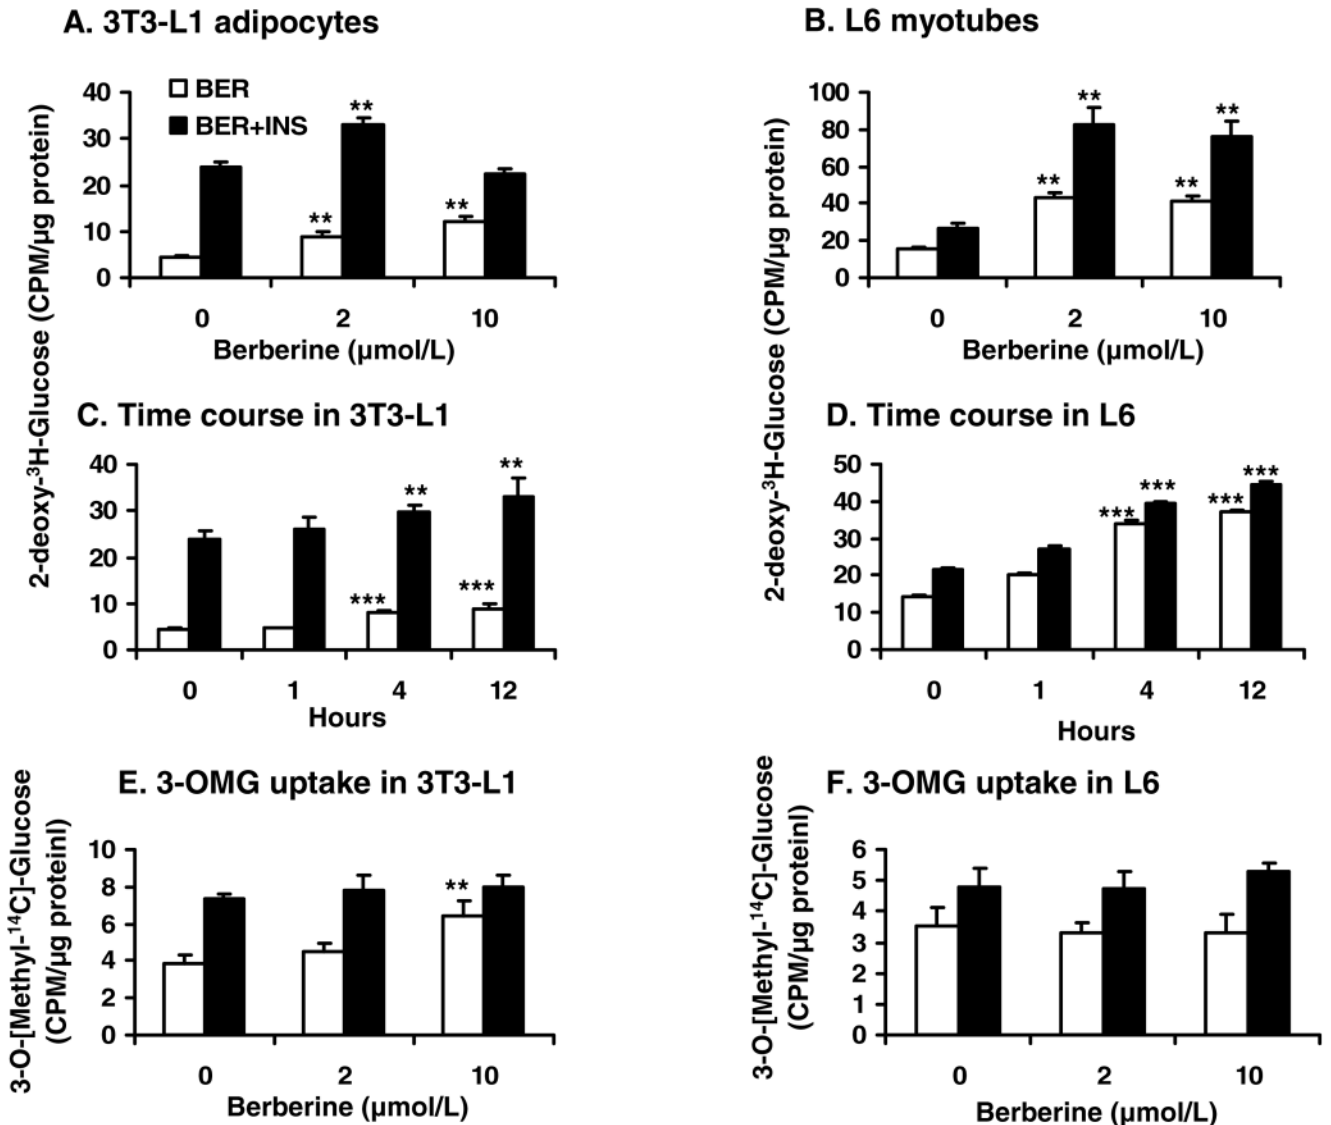 A. 3T3-L1 adipocytes
2-deoxy-³H-Glucose (CPM/µg protein)
40
30
20
10
0
BER
BER+INS
**
**
**
0 2 10
Berberine (µmol/L)
B. L6 myotubes
2-deoxy-³H-Glucose (CPM/µg protein)
100
80
60
40
20
0
**
**
**
**
0 2 10
Berberine (µmol/L)
C. Time course in 3T3-L1
40
30
20
10
0
***
**
***
**
0 1 4 12
Hours
D. Time course in L6
50
40
30
20
10
0
***
***
***
***
0 1 4 12
Hours
E. 3-OMG uptake in 3T3-L1
3-O-[Methyl-¹⁴C]-Glucose
(CPM/µg proteinl)
10
8
6
4
2
0
**
0 2 10
Berberine (µmol/L)
F. 3-OMG uptake in L6
3-O-[Methyl-¹⁴C]-Glucose
(CPM/µg proteinl)
6
5
4
3
2
1
0
0 2 10
Berberine (µmol/L)